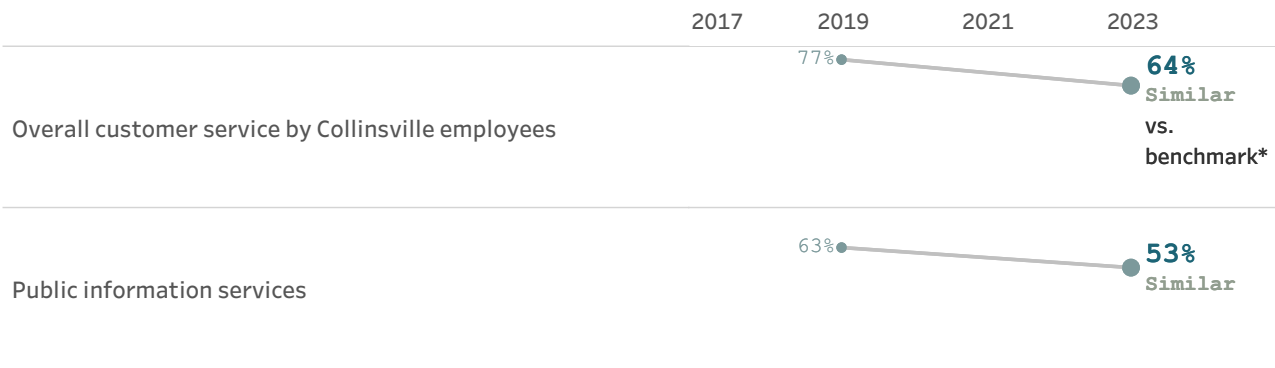 2017 2019 2021 2023
77% 64%
Similar
Overall customer service by Collinsville employees vs.
benchmark*
63% 53%
Similar
Public information services